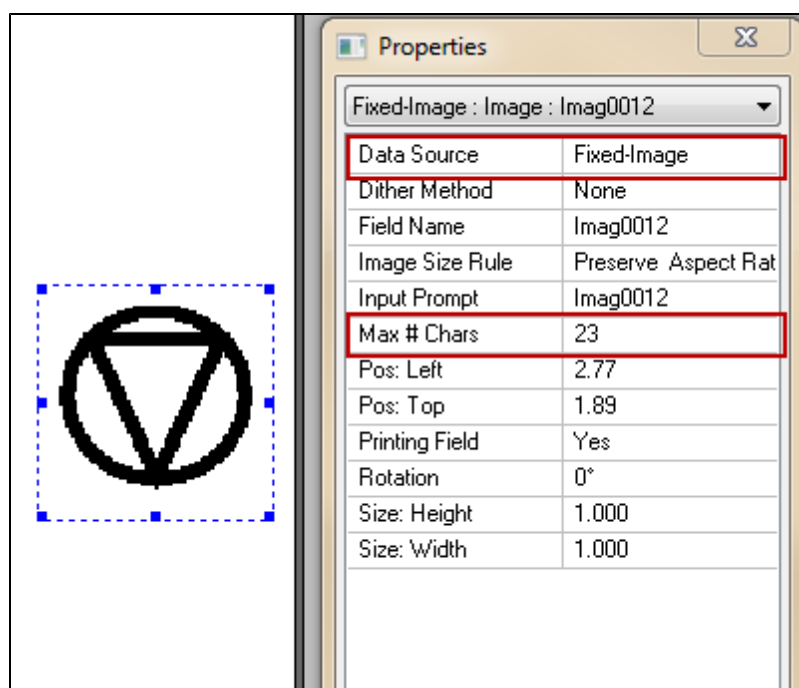 Properties
Fixed-Image : Image : Imag0012
Data Source Fixed-Image
Dither Method None
Field Name Imag0012
Image Size Rule Preserve Aspect Rat
Input Prompt Imag0012
Max # Chars 23
Pos: Left 2.77
Pos: Top 1.89
Printing Field Yes
Rotation 0°
Size: Height 1.000
Size: Width 1.000